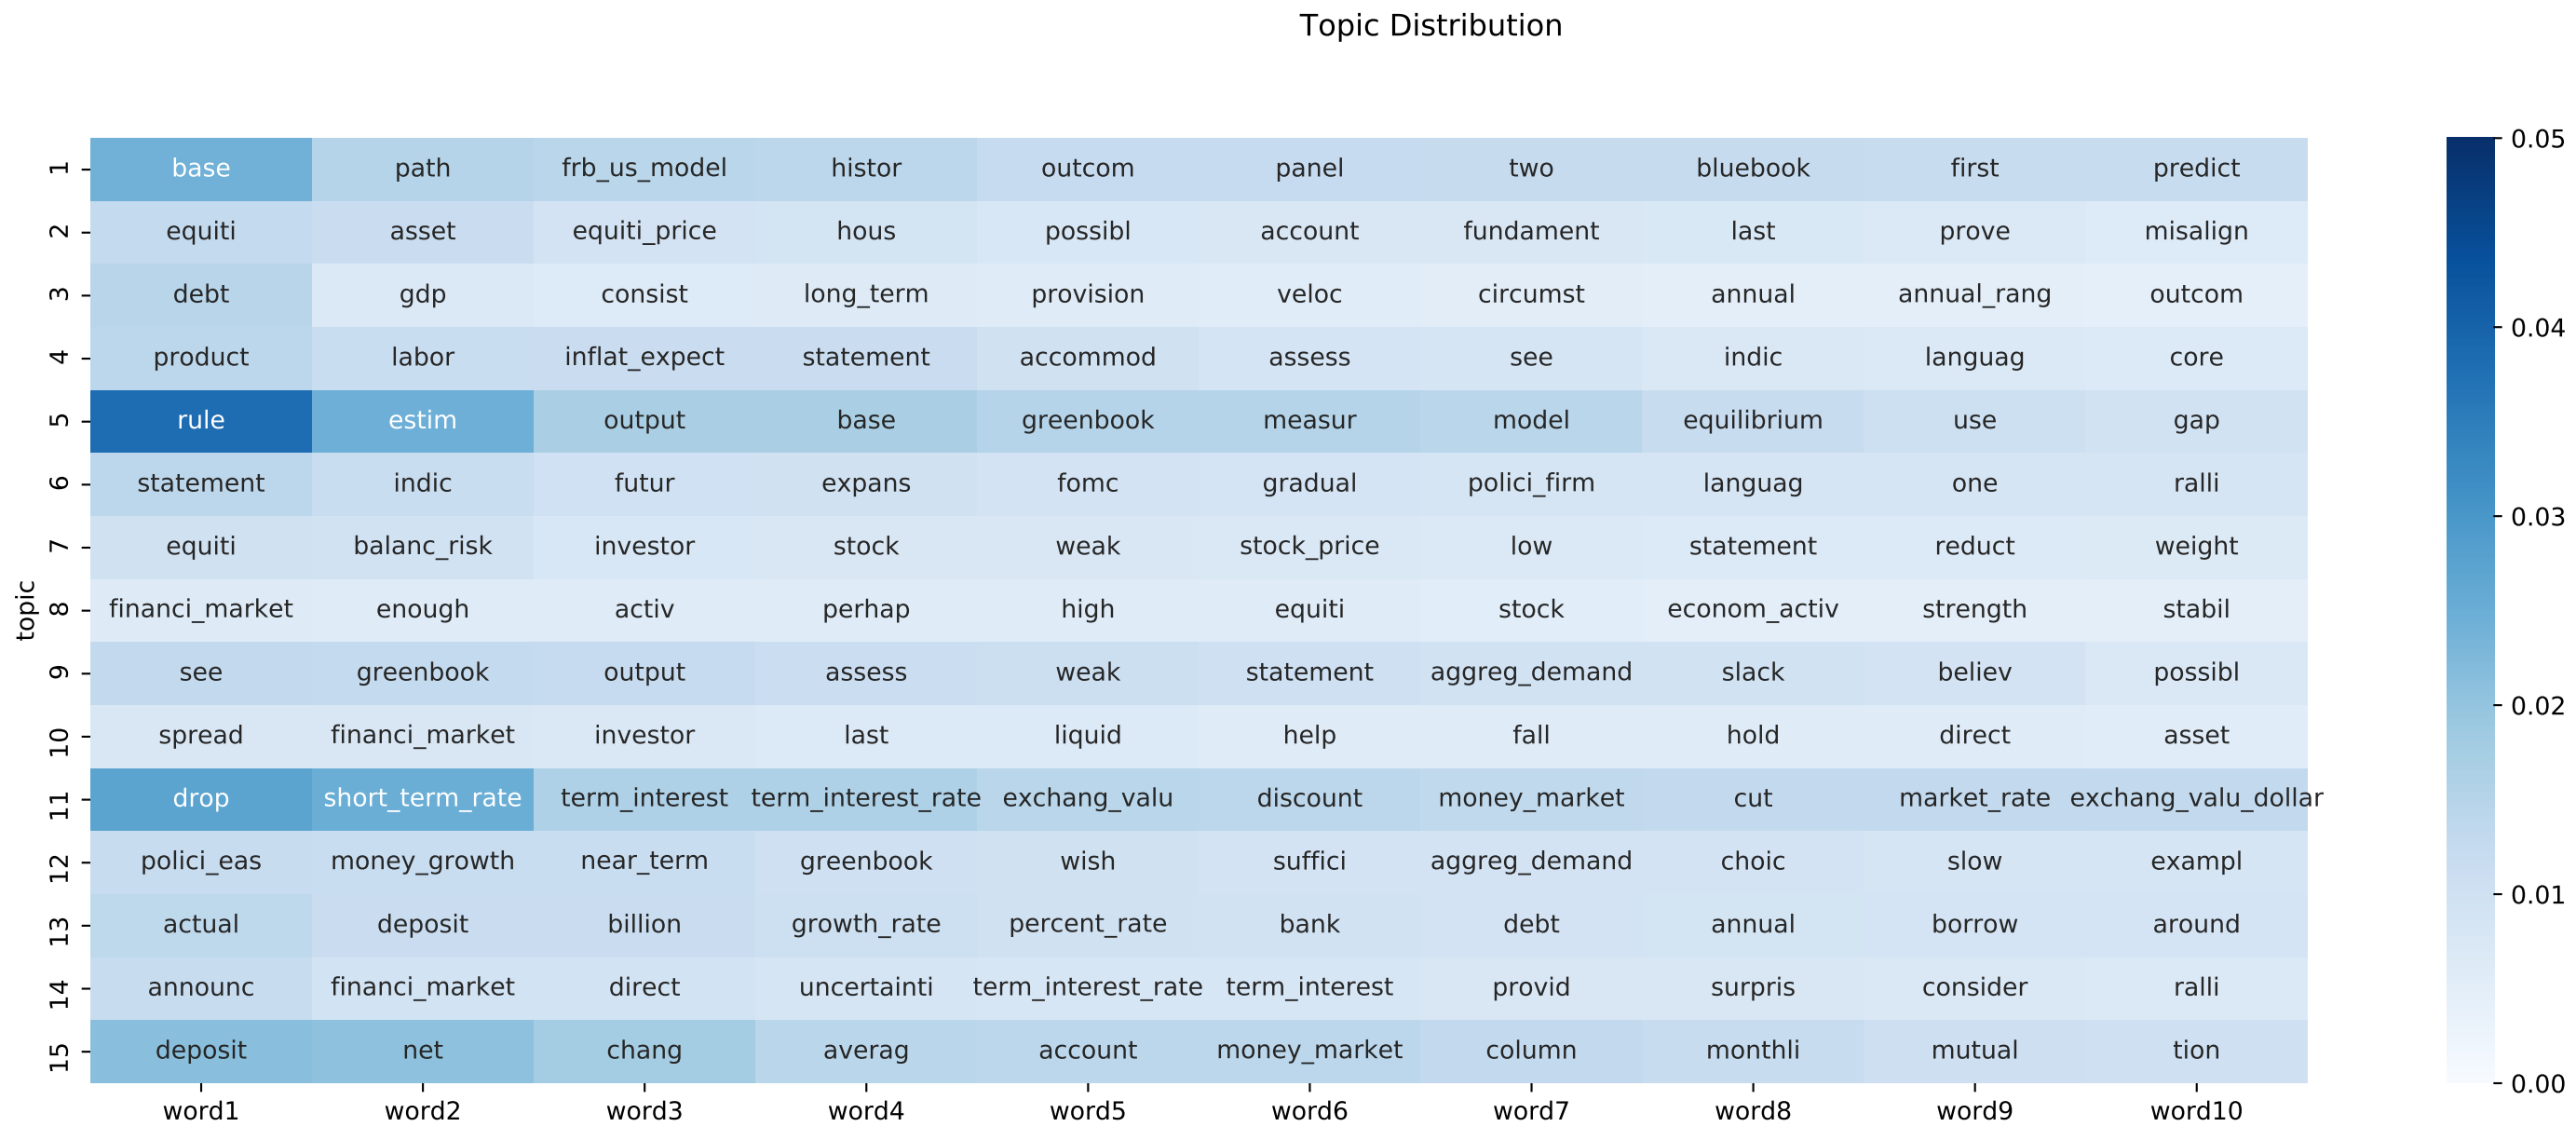 Topic Distribution
1 base path frb_us_model histor outcom panel two bluebook first predict
2 equiti asset equiti_price hous possibl account fundament last prove misalign
3 debt gdp consist long_term provision veloc circumst annual annual_rang outcom
4 product labor inflat_expect statement accommod assess see indic languag core
5 rule estim output base greenbook measur model equilibrium use gap
6 statement indic futur expans fomc gradual polici_firm languag one ralli
7 equiti balanc_risk investor stock weak stock_price low statement reduct weight
8 financi_market enough activ perhap high equiti stock econom_activ strength stabil
9 see greenbook output assess weak statement aggreg_demand slack believ possibl
10 spread financi_market investor last liquid help fall hold direct asset
11 drop short_term_rate term_interest term_interest_rate exchang_valu discount money_market cut market_rate exchang_valu_dollar
12 polici_eas money_growth near_term greenbook wish suffici aggreg_demand choic slow exampl
13 actual deposit billion growth_rate percent_rate bank debt annual borrow around
14 announc financi_market direct uncertainti term_interest_rate term_interest provid surpris consider ralli
15 deposit net chang averag account money_market column monthli mutual tion
word1 word2 word3 word4 word5 word6 word7 word8 word9 word10
topic
0.05
0.04
0.03
0.02
0.01
0.00